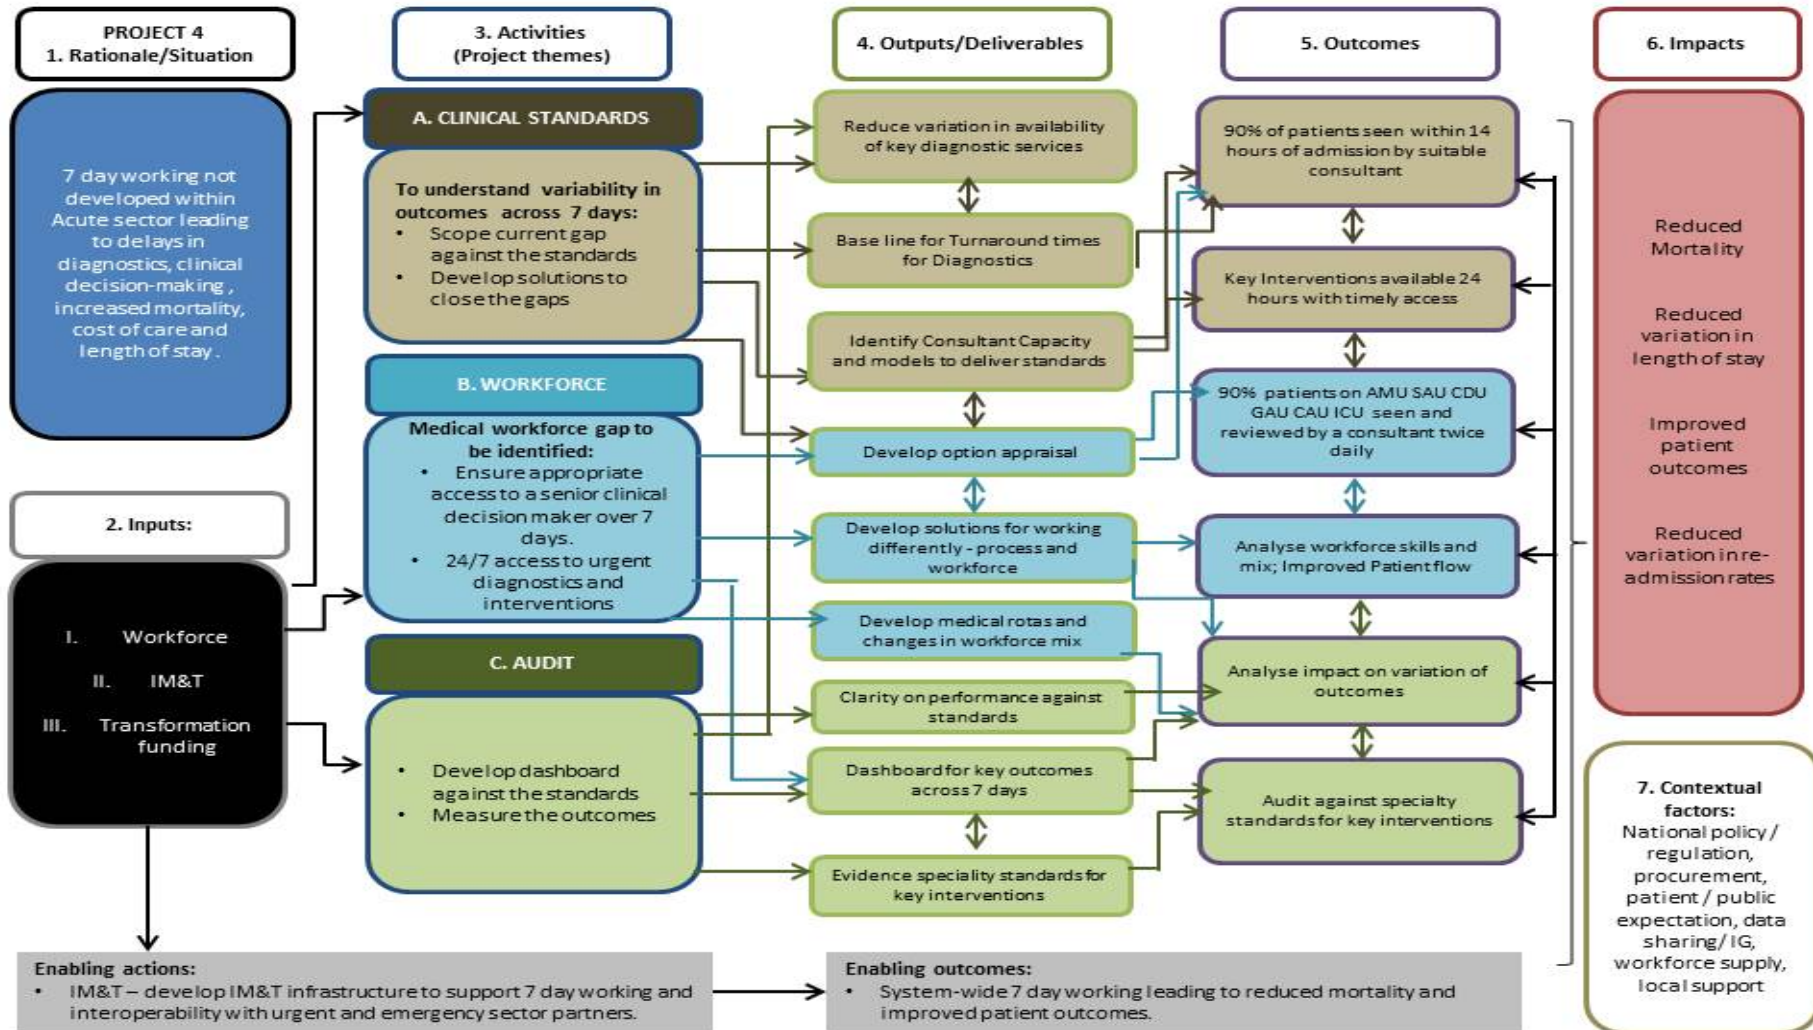 PROJECT 4
1. Rationale/Situation
7 day working not
developed within
Acute sector leading
to delays in
diagnostics, clinical
decision-making ,
increased mortality,
cost of care and
length of stay .
2. Inputs:
I. Workforce
II. IM&T
III. Transformation
funding
3. Activities
(Project themes)
A. CLINICAL STANDARDS
To understand variability in
outcomes across 7 days:
• Scope current gap
against the standards
• Develop solutions to
close the gaps
B. WORKFORCE
Medical workforce gap to
be identified:
• Ensure appropriate
access to a senior clinical
decision maker over 7
days.
• 24/7 access to urgent
diagnostics and
interventions
C. AUDIT
• Develop dashboard
against the standards
• Measure the outcomes
4. Outputs/Deliverables
Reduce variation in availability
of key diagnostic services
Base line for Turnaround times
for Diagnostics
Identify Consultant Capacity
and models to deliver standards
Develop option appraisal
Develop solutions for working
differently - process and
workforce
Develop medical rotas and
changes in workforce mix
Clarity on performance against
standards
Dashboard for key outcomes
across 7 days
Evidence speciality standards for
key interventions
5. Outcomes
90% of patients seen within 14
hours of admission by suitable
consultant
Key Interventions available 24
hours with timely access
90% patients on AMU SAU CDU
GAU CAU ICU seen and
reviewed by a consultant twice
daily
Analyse workforce skills and
mix; Improved Patient flow
Analyse impact on variation of
outcomes
Audit against specialty
standards for key interventions
6. Impacts
Reduced
Mortality
Reduced
variation in
length of stay
Improved
patient
outcomes
Reduced
variation in re-
admission rates
7. Contextual
factors:
National policy /
regulation,
procurement,
patient / public
expectation, data
sharing/ IG,
workforce supply,
local support
Enabling actions:
• IM&T – develop IM&T infrastructure to support 7 day working and
interoperability with urgent and emergency sector partners.
Enabling outcomes:
• System-wide 7 day working leading to reduced mortality and
improved patient outcomes.